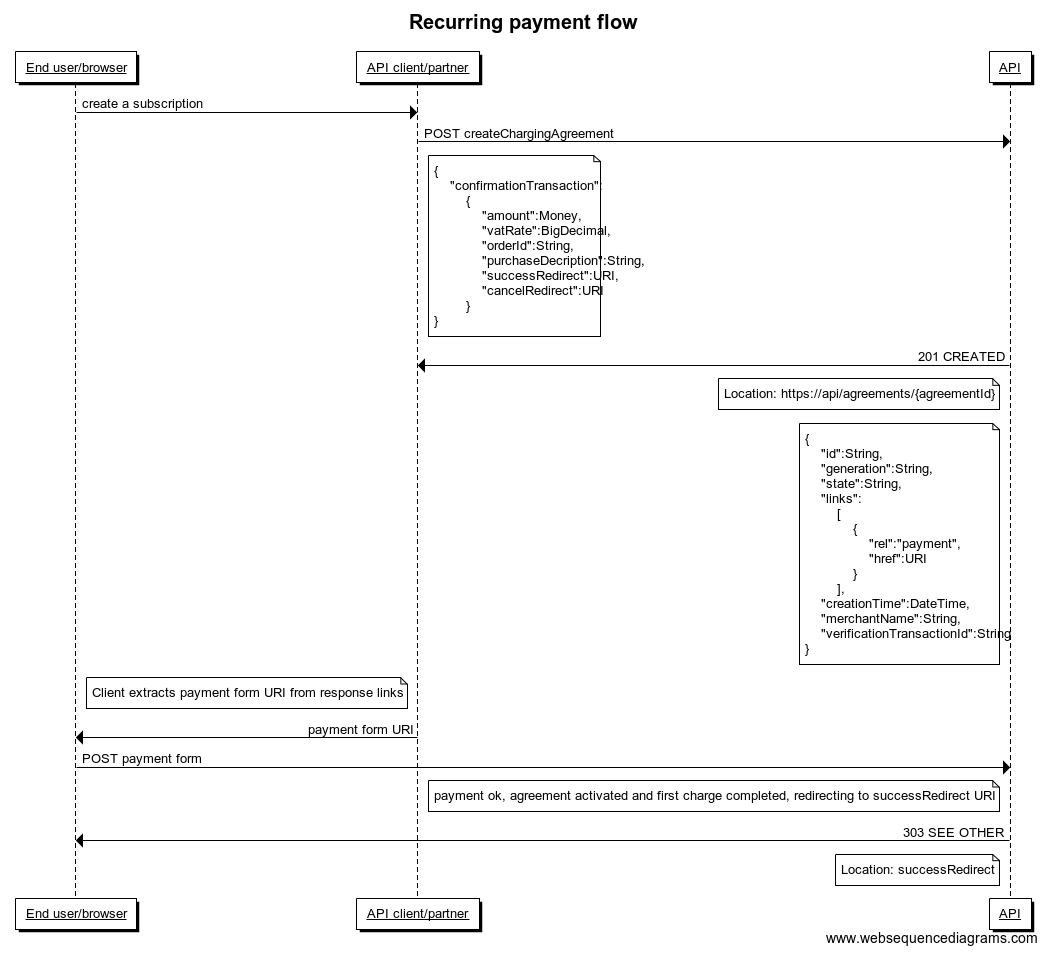 Recurring payment flow
End user/browser
API client/partner
API
create a subscription
POST createChargingAgreement
{
"confirmationTransaction":
{
"amount":Money,
"vatRate":BigDecimal,
"orderId":String,
"purchaseDecription":String,
"successRedirect":URI,
"cancelRedirect":URI
}
}
201 CREATED
Location: https://api/agreements/{agreementId}
{
"id":String,
"generation":String,
"state":String,
"links":
[
{
"rel":"payment",
"href":URI
}
],
"creationTime":DateTime,
"merchantName":String,
"verificationTransactionId":String
}
Client extracts payment form URI from response links
payment form URI
POST payment form
payment ok, agreement activated and first charge completed, redirecting to successRedirect URI
303 SEE OTHER
Location: successRedirect
End user/browser
API client/partner
API
www.websequencediagrams.com